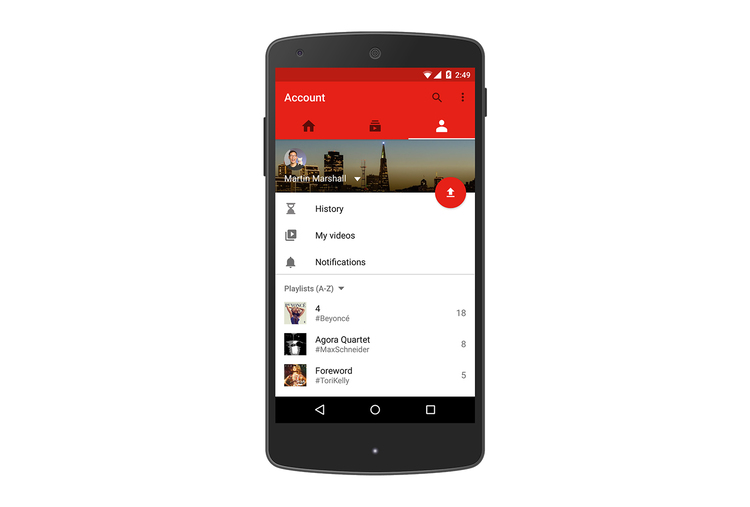 2:49
Account
Martin Marshall
History
My videos
Notifications
Playlists (A-Z)
4
#Beyoncé
18
Agora Quartet
#MaxSchneider
8
Foreword
#ToriKelly
5